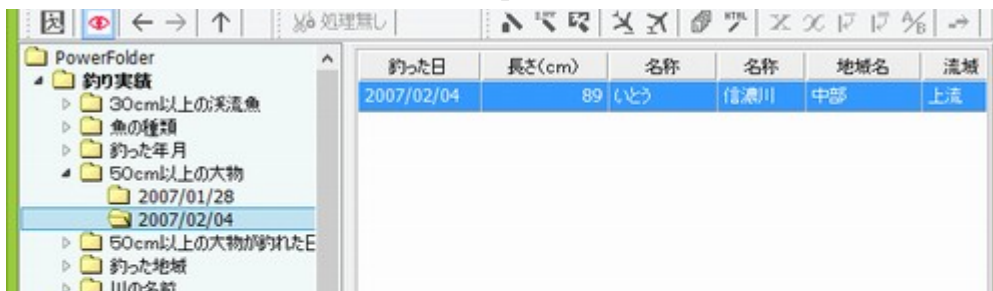 処理無し
PowerFolder
釣り実績
30cm以上の渓流魚
魚の種類
釣った年月
50cm以上の大物
2007/01/28
2007/02/04
50cm以上の大物が釣れた日
釣った地域
川の名前
釣った日 長さ(cm) 名称 名称 地域名 流域
2007/02/04 89 いとう 信濃川 中部 上流